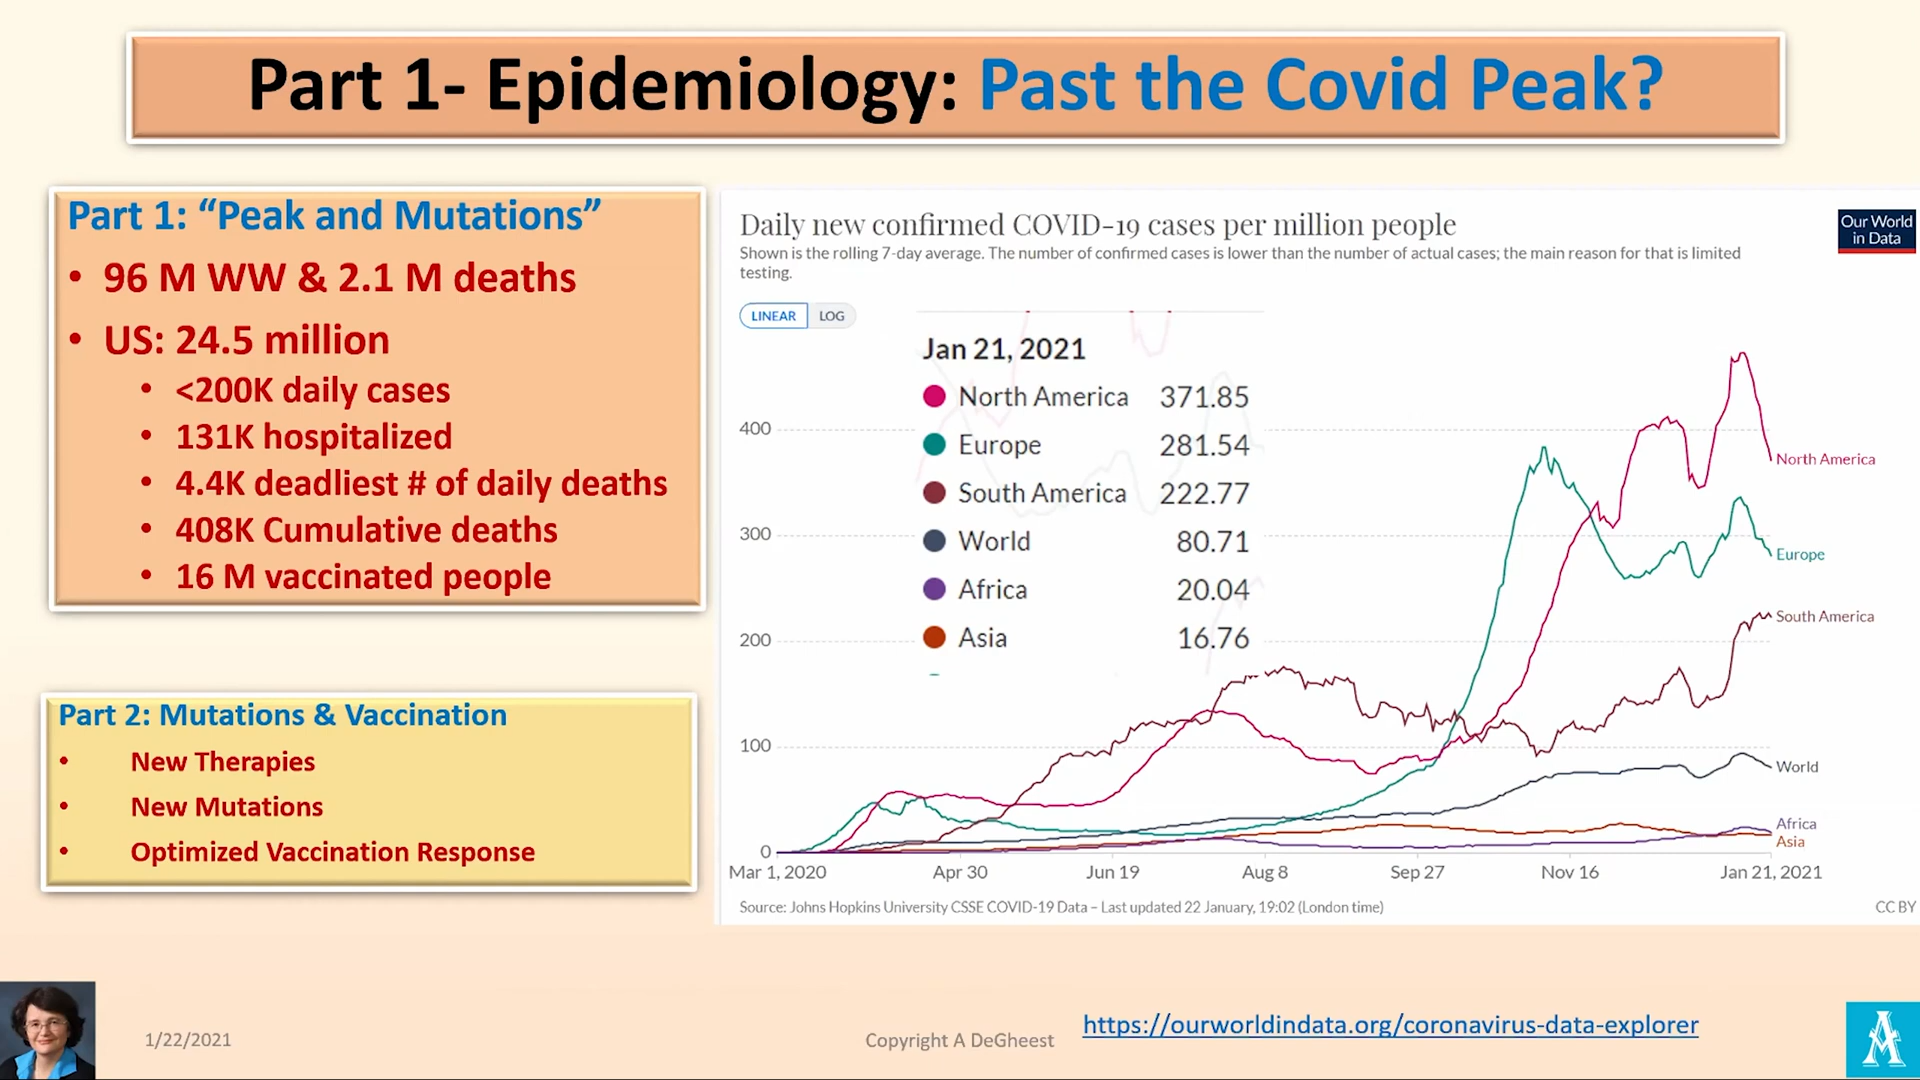 Part 1- Epidemiology: Past the Covid Peak?
Part 1: “Peak and Mutations”
• 96 M WW & 2.1 M deaths
• US: 24.5 million
• <200K daily cases
• 131K hospitalized
• 4.4K deadliest # of daily deaths
• 408K Cumulative deaths
• 16 M vaccinated people
Part 2: Mutations & Vaccination
• New Therapies
• New Mutations
• Optimized Vaccination Response
Daily new confirmed COVID-19 cases per million people
Shown is the rolling 7-day average. The number of confirmed cases is lower than the number of actual cases; the main reason for that is limited
testing.
Our World
in Data
LINEAR LOG
Jan 21, 2021
North America 371.85
Europe 281.54
South America 222.77
World 80.71
Africa 20.04
Asia 16.76
400
300
200
100
0
North America
Europe
South America
World
Africa
Asia
Mar 1, 2020 Apr 30 Jun 19 Aug 8 Sep 27 Nov 16 Jan 21, 2021
Source: Johns Hopkins University CSSE COVID-19 Data – Last updated 22 January, 19:02 (London time)
CC BY
1/22/2021
Copyright A DeGheest
https://ourworldindata.org/coronavirus-data-explorer